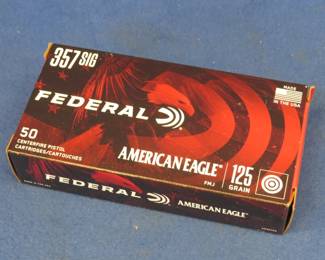 357 SIG
MADE
IN THE USA
FEDERAL
50
CENTERFIRE PISTOL
CARTRIDGES/CARTOUCHES
AMERICAN EAGLE
FMJ
125
GRAIN
FEDERAL
AMERICAN EAGLE